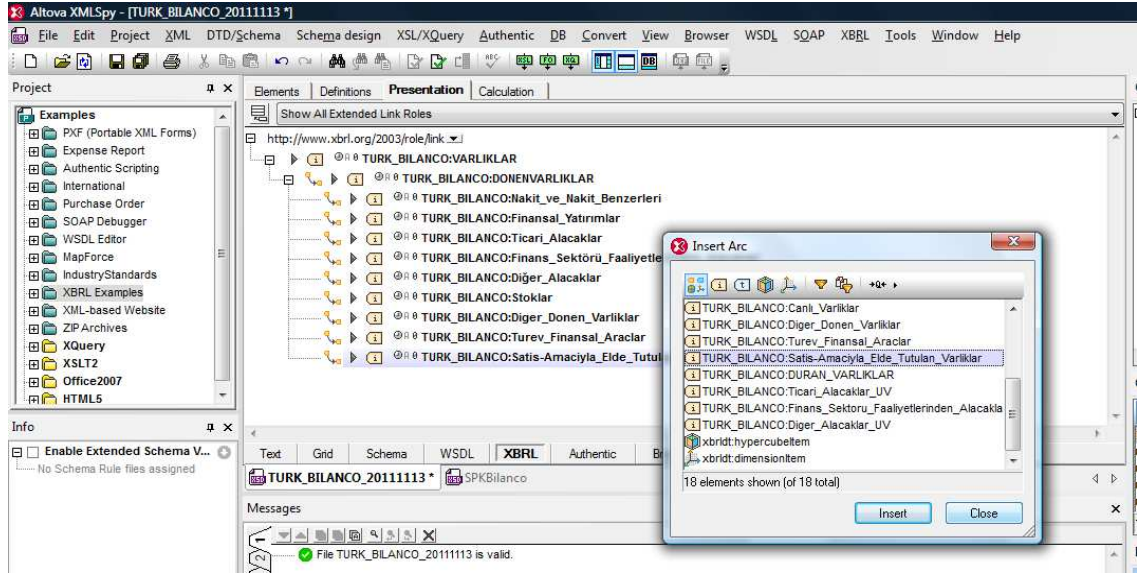 Altova XMLSpy - [TURK_BILANCO_20111113 *]
File Edit Project XML DTD/Schema Schema design XSL/XQuery Authentic DB Convert View Browser WSDL SOAP XBRL Tools Window Help
Project
Examples
PXF (Portable XML Forms)
Expense Report
Authentic Scripting
International
Purchase Order
SOAP Debugger
WSDL Editor
MapForce
IndustryStandards
XBRL Examples
XML-based Website
ZIP Archives
XQuery
XSLT2
Office2007
HTML5
Info
Enable Extended Schema V...
No Schema Rule files assigned
Elements Definitions Presentation Calculation
Show All Extended Link Roles
http://www.xbrl.org/2003/role/link
TURK_BILANCO:VARLIKLAR
TURK_BILANCO:DONENVARLIKLAR
TURK_BILANCO:Nakit_ve_Nakit_Benzerleri
TURK_BILANCO:Finansal_Yatırımlar
TURK_BILANCO:Ticari_Alacaklar
TURK_BILANCO:Finans_Sektörü_Faaliyetle
TURK_BILANCO:Diğer_Alacaklar
TURK_BILANCO:Stoklar
TURK_BILANCO:Diger_Donen_Varliklar
TURK_BILANCO:Turev_Finansal_Araclar
TURK_BILANCO:Satis-Amaciyla_Elde_Tutul
Text Grid Schema WSDL XBRL Authentic
TURK_BILANCO_20111113 * SPKBilanco
Messages
File TURK_BILANCO_20111113 is valid.
Insert Arc
TURK_BILANCO:Canlı_Varliklar
TURK_BILANCO:Diger_Donen_Varliklar
TURK_BILANCO:Turev_Finansal_Araclar
TURK_BILANCO:Satis-Amaciyla_Elde_Tutulan_Varliklar
TURK_BILANCO:DURAN_VARLIKLAR
TURK_BILANCO:Ticari_Alacaklar_UV
TURK_BILANCO:Finans_Sektoru_Faaliyetlerinden_Alacakla
TURK_BILANCO:Diger_Alacaklar_UV
xbrldt:hypercubeItem
xbrldt:dimensionItem
18 elements shown (of 18 total)
Insert Close